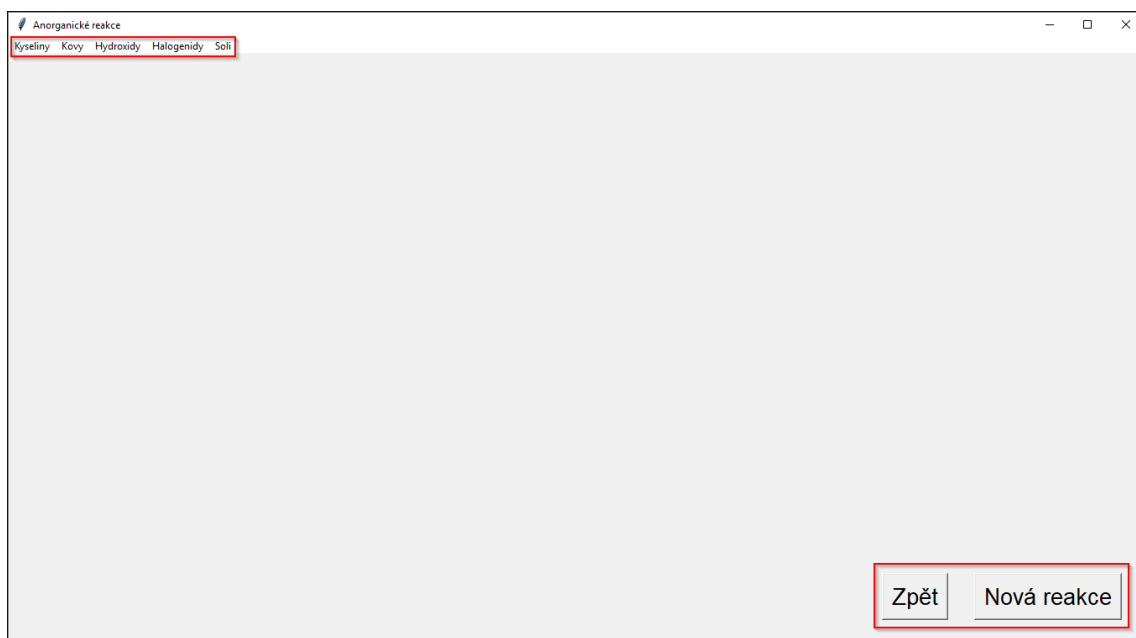 Anorganické reakce
Kyseliny Kovy Hydroxidy Halogenidy Soli
Zpět Nová reakce